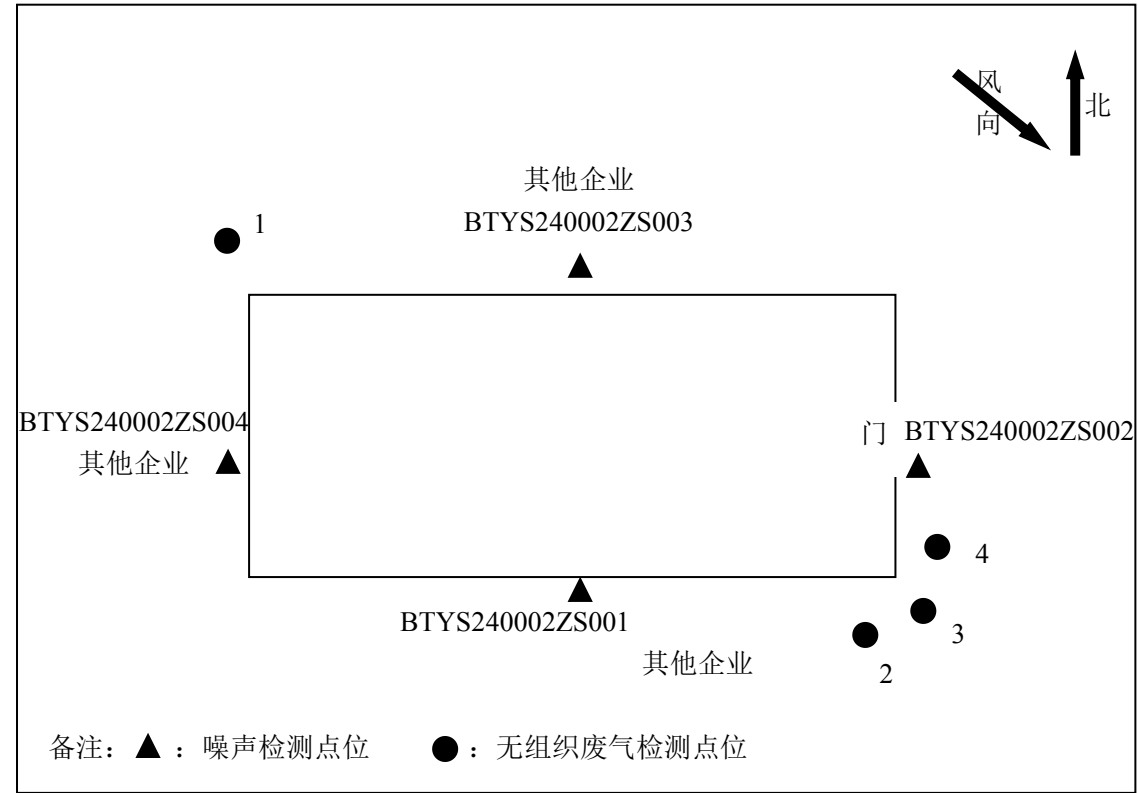 风
向
北
其他企业
BTYS240002ZS003
1
BTYS240002ZS004
其他企业
门 BTYS240002ZS002
4
3
2
BTYS240002ZS001
其他企业
备注：▲ ：噪声检测点位 ● ：无组织废气检测点位